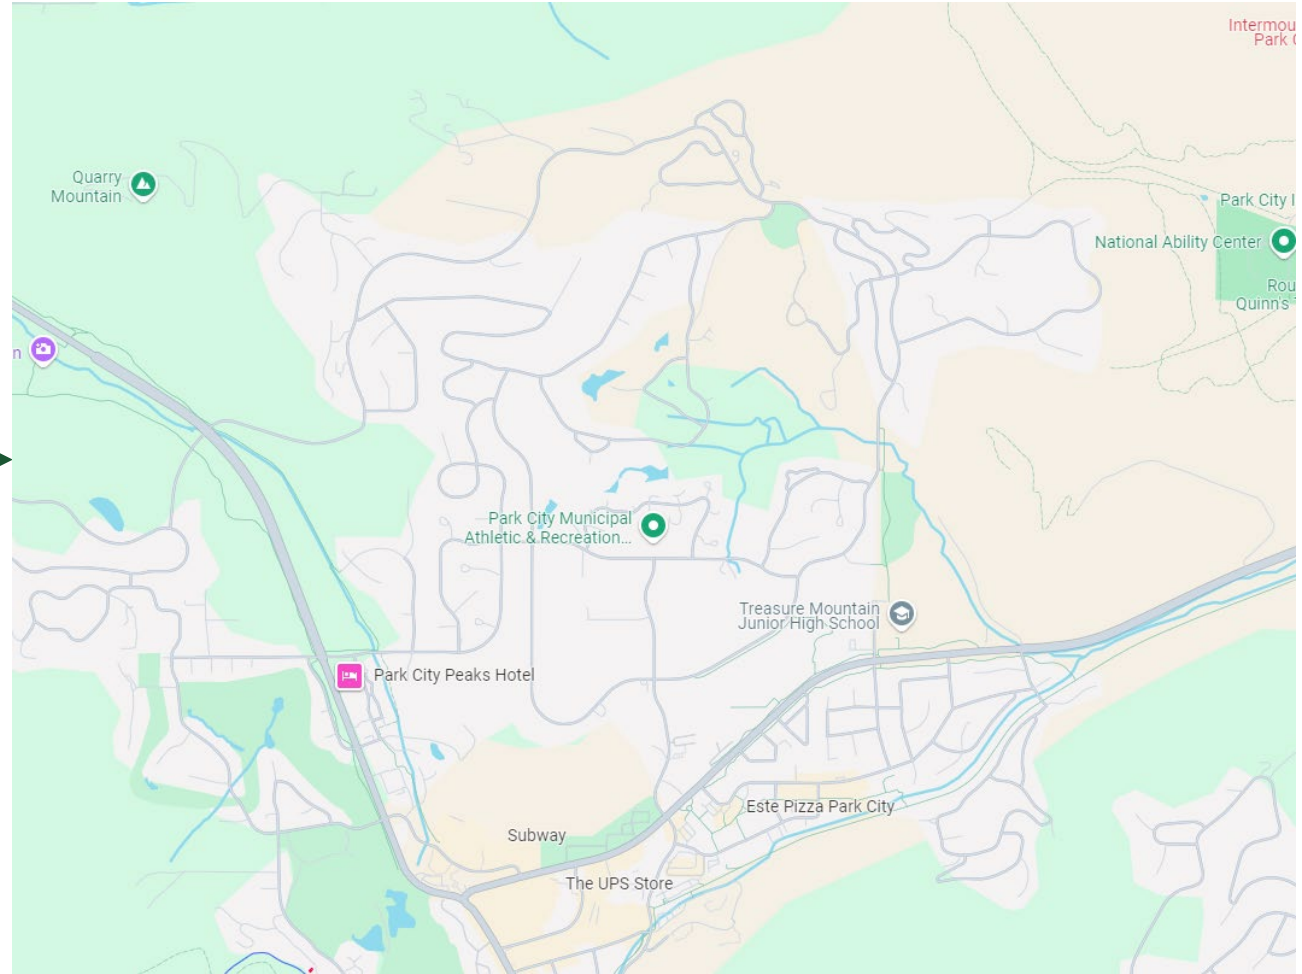 Intermou
Park C
Quarry
Mountain
Park City I
National Ability Center
Rou
Quinn's
n
Park City Municipal
Athletic & Recreation...
Treasure Mountain
Junior High School
Park City Peaks Hotel
Este Pizza Park City
Subway
The UPS Store